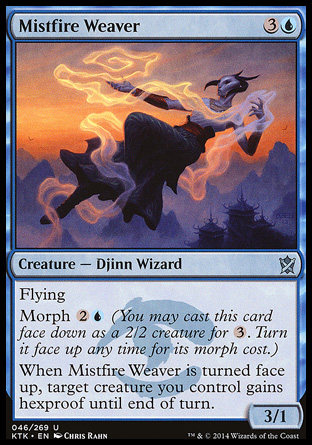 Mistfire Weaver 3
Creature — Djinn Wizard
Flying
Morph 2 (You may cast this card
face down as a 2/2 creature for 3. Turn
it face up any time for its morph cost.)
When Mistfire Weaver is turned face
up, target creature you control gains
hexproof until end of turn.
3/1
046/269 U
KTK • EN Chris Rahn ™ & © 2014 Wizards of the Coast